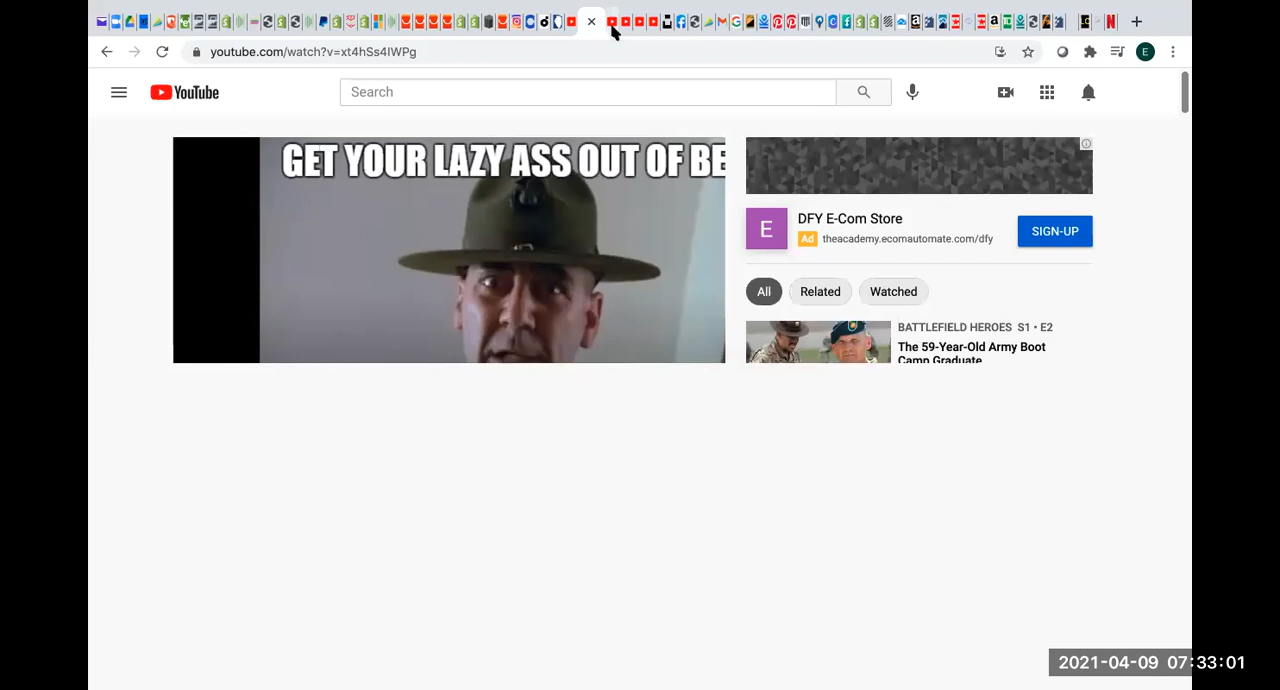 youtube.com/watch?v=xt4hSs4IWPg
E
YouTube
Search
GET YOUR LAZY ASS OUT OF BE
E
DFY E-Com Store
Ad theacademy.ecomautomate.com/dfy
SIGN-UP
All Related Watched
BATTLEFIELD HEROES S1 • E2
The 59-Year-Old Army Boot
Camp Graduate
2021-04-09 07:33:01